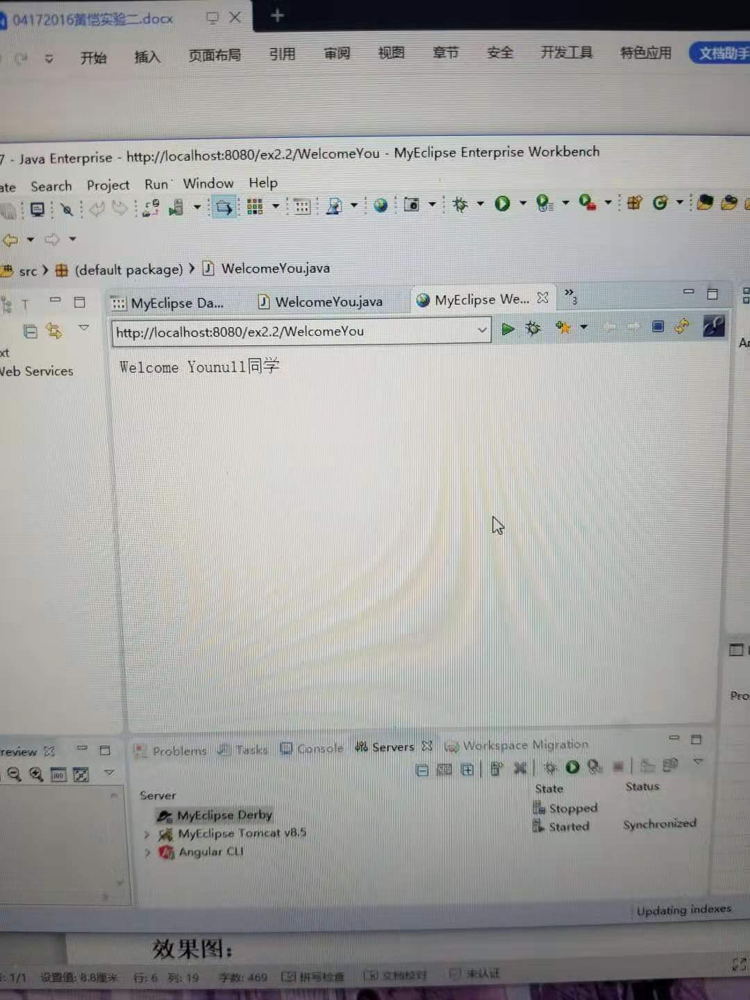 04172016黄恺实验二.docx
开始 插入 页面布局 引用 审阅 视图 章节 安全 开发工具 特色应用 文档助手
7 - Java Enterprise - http://localhost:8080/ex2.2/WelcomeYou - MyEclipse Enterprise Workbench
ate Search Project Run Window Help
src (default package) WelcomeYou.java
T MyEclipse Da... WelcomeYou.java MyEclipse We... » 3
http://localhost:8080/ex2.2/WelcomeYou
Welcome Younull同学
xt
Web Services
Ar
Pro
review Problems Tasks Console Servers Workspace Migration
Server State Status
MyEclipse Derby Stopped
MyEclipse Tomcat v8.5 Started Synchronized
Angular CLI
Updating indexes
效果图：
: 1/1 设置值: 8.8厘米 行: 6 列: 19 字数: 469 拼写检查 文档校对 未认证